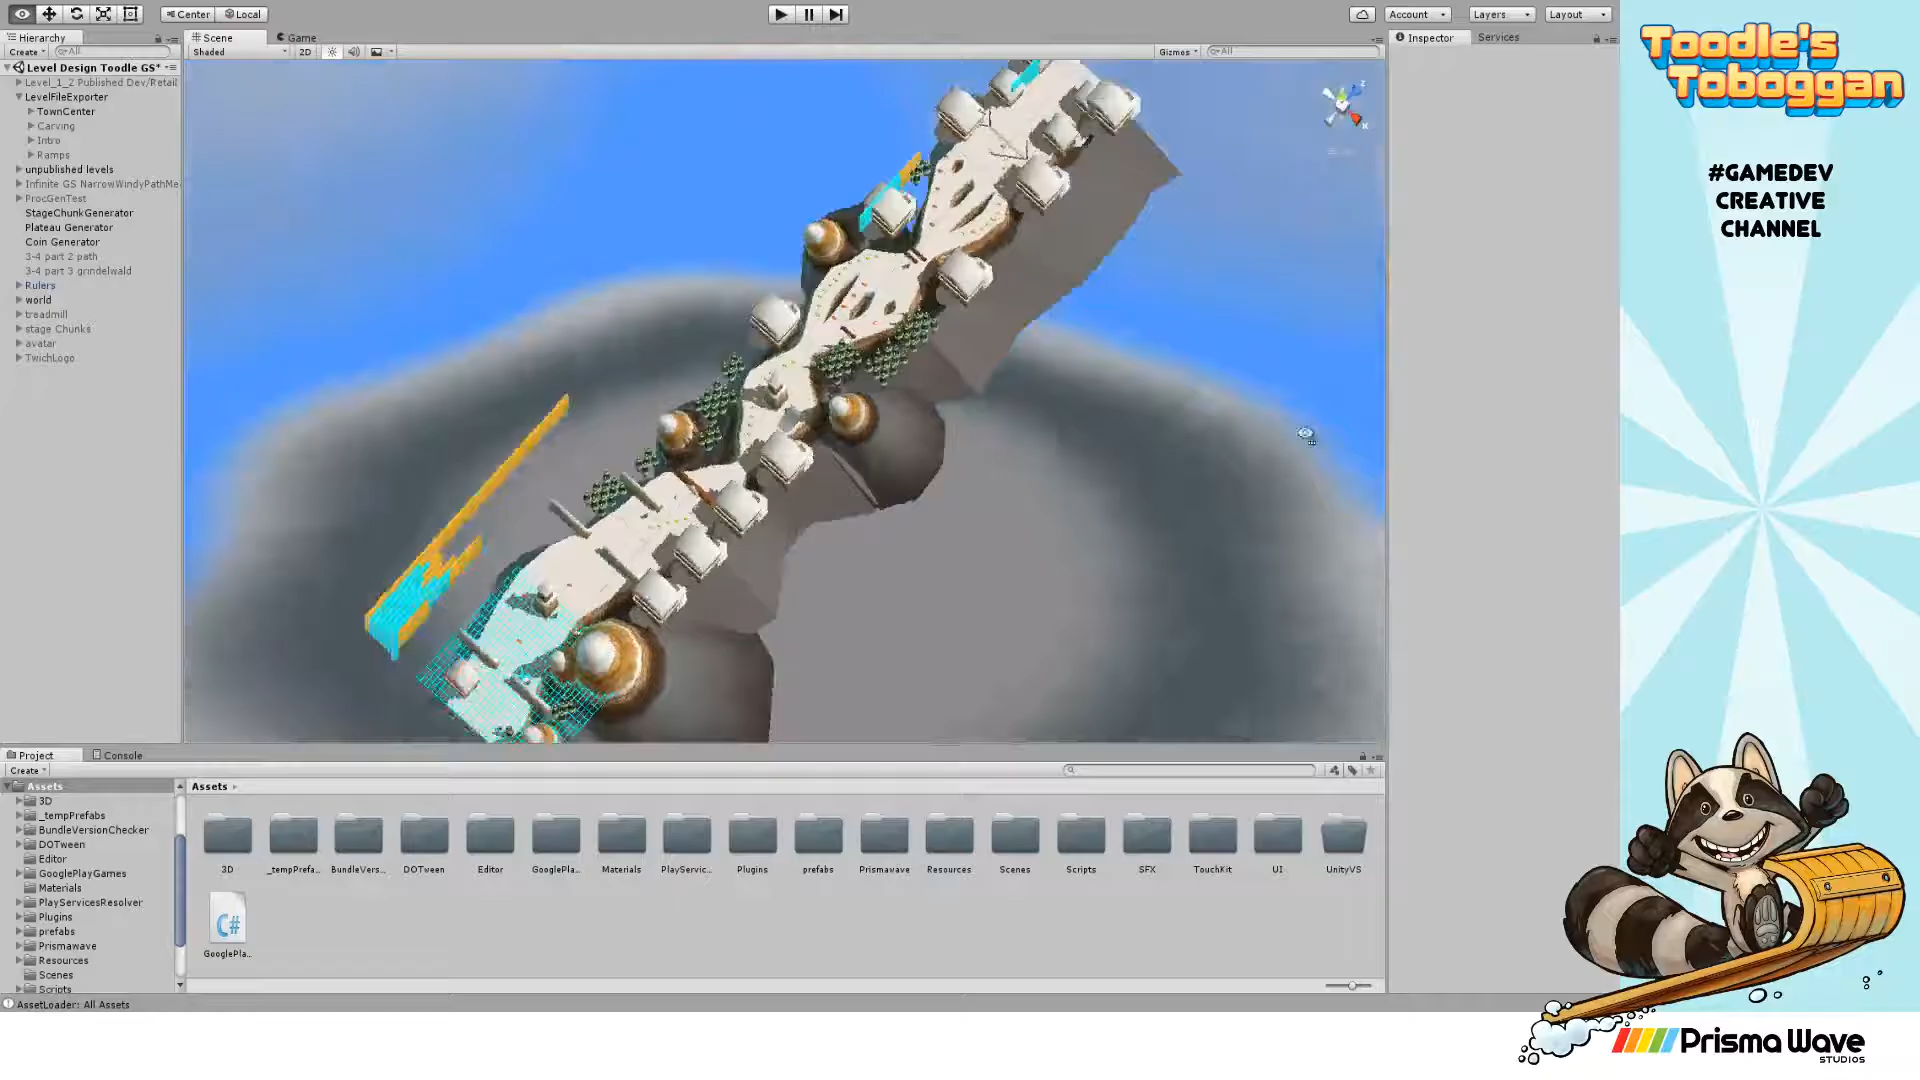 Center
Local
Account
Layers
Layout
Hierarchy
Scene
Game
Inspector
Services
Create
All
Shaded
2D
Gizmos
All
Level Design Toodle GS*
Level_1_2 Published Dev/Retail
LevelFileExporter
TownCenter
Carving
Intro
Ramps
unpublished levels
Infinite GS NarrowWindyPathMe
ProcGenTest
StageChunkGenerator
Plateau Generator
Coin Generator
3-4 part 2 path
3-4 part 3 grindelwald
Rulers
world
treadmill
stage Chunks
avatar
TwichLogo
z
x
Toodle's
Toboggan
#GAMEDEV
CREATIVE
CHANNEL
Project
Console
Create
Assets
3D
_tempPrefabs
BundleVersionChecker
DOTween
Editor
GooglePlayGames
Materials
PlayServicesResolver
Plugins
prefabs
Prismawave
Resources
Scenes
Scripts
Assets
3D
_tempPrefa...
BundleVers...
DOTween
Editor
GooglePla...
Materials
PlayServic...
Plugins
prefabs
Prismawave
Resources
Scenes
Scripts
SFX
TouchKit
UI
UnityVS
C#
GooglePla...
AssetLoader: All Assets
Prisma Wave
STUDIOS